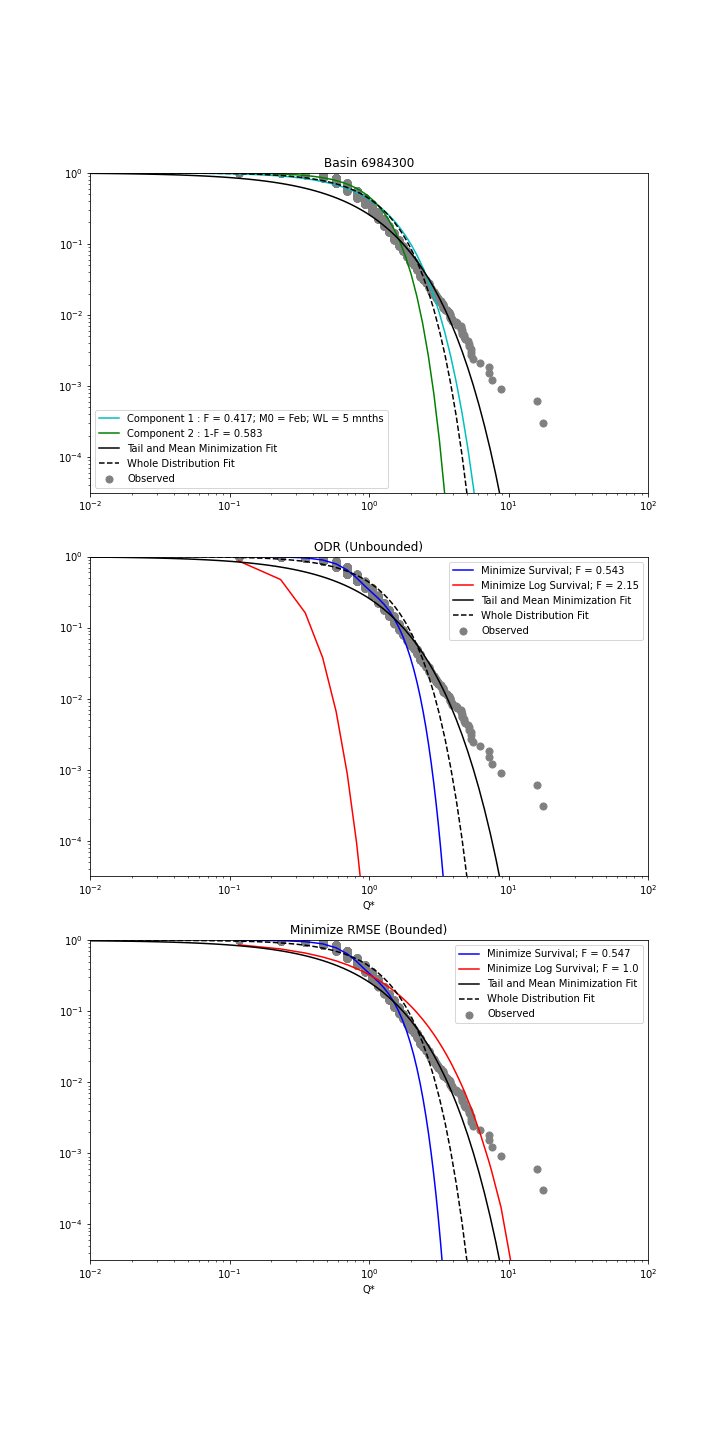 Basin 6984300
10⁰
10⁻¹
10⁻²
10⁻³
10⁻⁴
Component 1 : F = 0.417; M0 = Feb; WL = 5 mnths
Component 2 : 1-F = 0.583
Tail and Mean Minimization Fit
Whole Distribution Fit
Observed
10⁻² 10⁻¹ 10⁰ 10¹ 10²
ODR (Unbounded)
10⁰
10⁻¹
10⁻²
10⁻³
10⁻⁴
Minimize Survival; F = 0.543
Minimize Log Survival; F = 2.15
Tail and Mean Minimization Fit
Whole Distribution Fit
Observed
10⁻² 10⁻¹ 10⁰ 10¹ 10²
Q*
Minimize RMSE (Bounded)
10⁰
10⁻¹
10⁻²
10⁻³
10⁻⁴
Minimize Survival; F = 0.547
Minimize Log Survival; F = 1.0
Tail and Mean Minimization Fit
Whole Distribution Fit
Observed
10⁻² 10⁻¹ 10⁰ 10¹ 10²
Q*